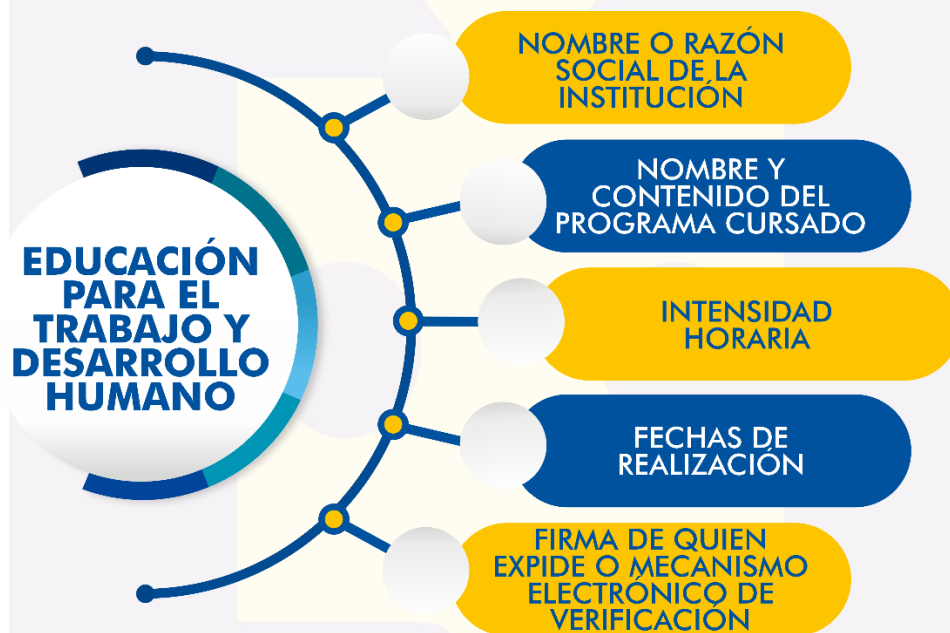 EDUCACIÓN
PARA EL
TRABAJO Y
DESARROLLO
HUMANO
NOMBRE O RAZÓN
SOCIAL DE LA
INSTITUCIÓN
NOMBRE Y
CONTENIDO DEL
PROGRAMA CURSADO
INTENSIDAD
HORARIA
FECHAS DE
REALIZACIÓN
FIRMA DE QUIEN
EXPIDE O MECANISMO
ELECTRÓNICO DE
VERIFICACIÓN